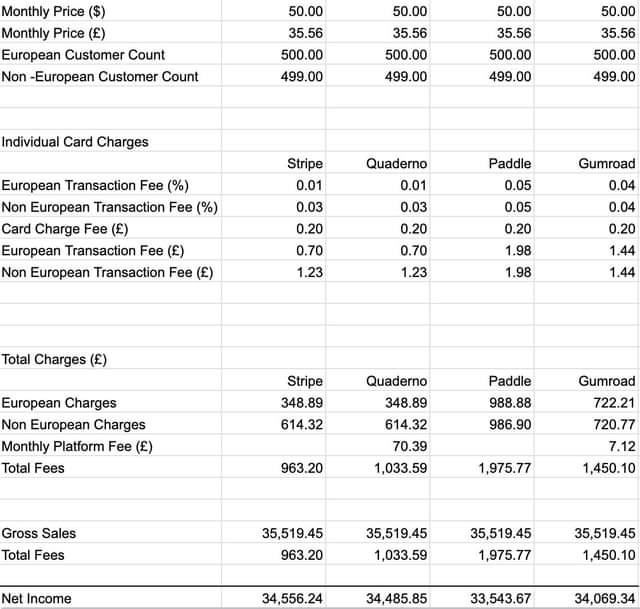 Monthly Price ($) 50.00 50.00 50.00 50.00
Monthly Price (£) 35.56 35.56 35.56 35.56
European Customer Count 500.00 500.00 500.00 500.00
Non -European Customer Count 499.00 499.00 499.00 499.00
Individual Card Charges
Stripe Quaderno Paddle Gumroad
European Transaction Fee (%) 0.01 0.01 0.05 0.04
Non European Transaction Fee (%) 0.03 0.03 0.05 0.04
Card Charge Fee (£) 0.20 0.20 0.20 0.20
European Transaction Fee (£) 0.70 0.70 1.98 1.44
Non European Transaction Fee (£) 1.23 1.23 1.98 1.44
Total Charges (£)
Stripe Quaderno Paddle Gumroad
European Charges 348.89 348.89 988.88 722.21
Non European Charges 614.32 614.32 986.90 720.77
Monthly Platform Fee (£) 70.39 7.12
Total Fees 963.20 1,033.59 1,975.77 1,450.10
Gross Sales 35,519.45 35,519.45 35,519.45 35,519.45
Total Fees 963.20 1,033.59 1,975.77 1,450.10
Net Income 34,556.24 34,485.85 33,543.67 34,069.34